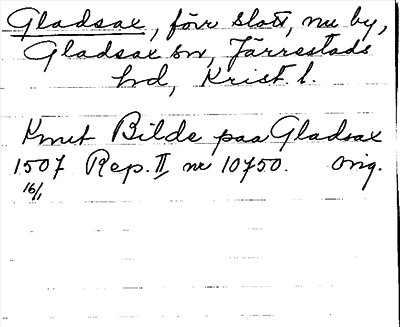 Gladsax, förr slott, nu by,
Gladsax sn, Järrestads
hd, Krist. l.
Knut Bilde paa Gladsax
1507 Rep. II nr 10750. Orig.
16/1